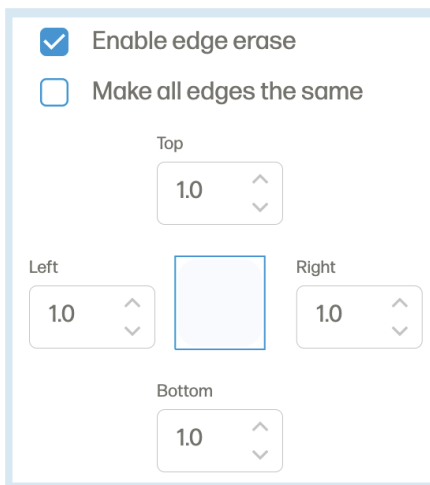 Enable edge erase
Make all edges the same
Top
1.0
Left
Right
1.0
1.0
Bottom
1.0